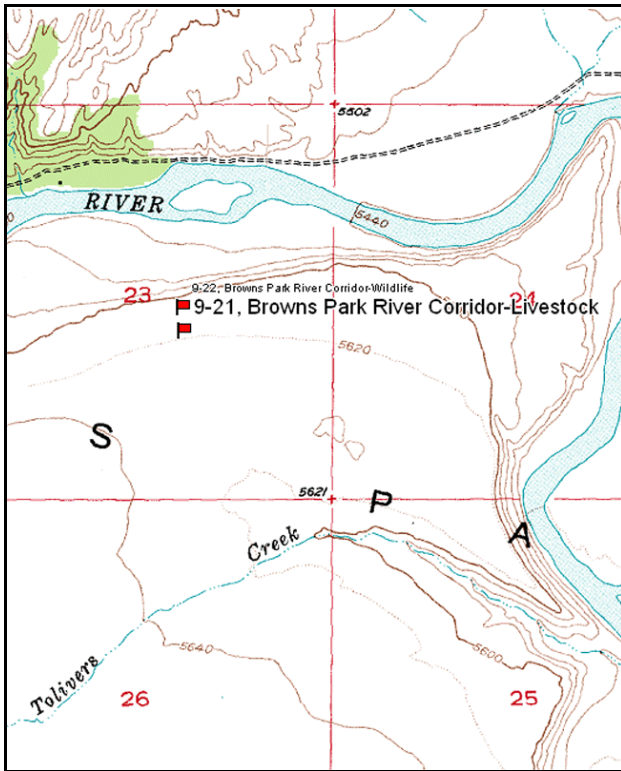 5502
RIVER
5440
9-22, Browns Park River Corridor-Wildlife
23
24
9-21, Browns Park River Corridor-Livestock
5620
S
5621
P
A
Creek
5640
5600
Tolivers
26
25